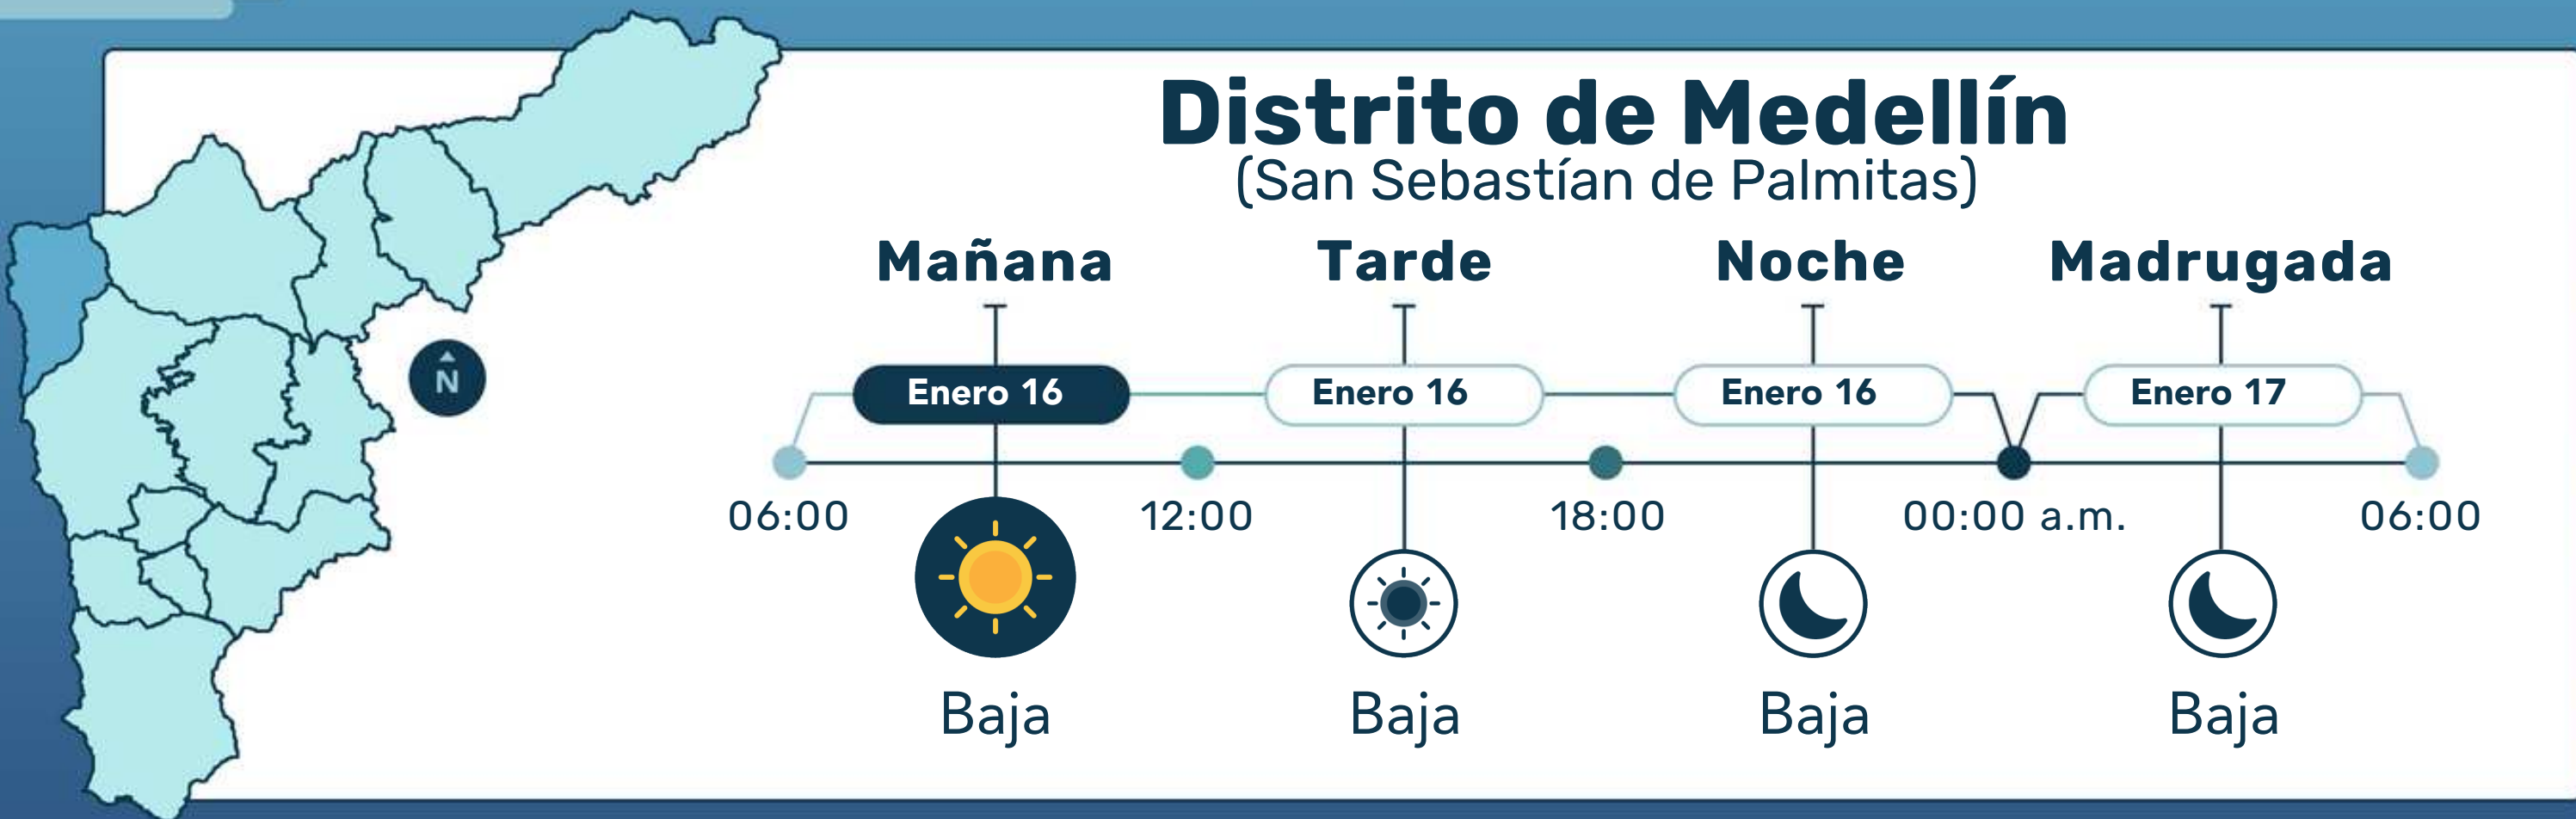 Distrito de Medellín
(San Sebastían de Palmitas)
Mañana Tarde Noche Madrugada
N
Enero 16 Enero 16 Enero 16 Enero 17
06:00 12:00 18:00 00:00 a.m. 06:00
Baja Baja Baja Baja